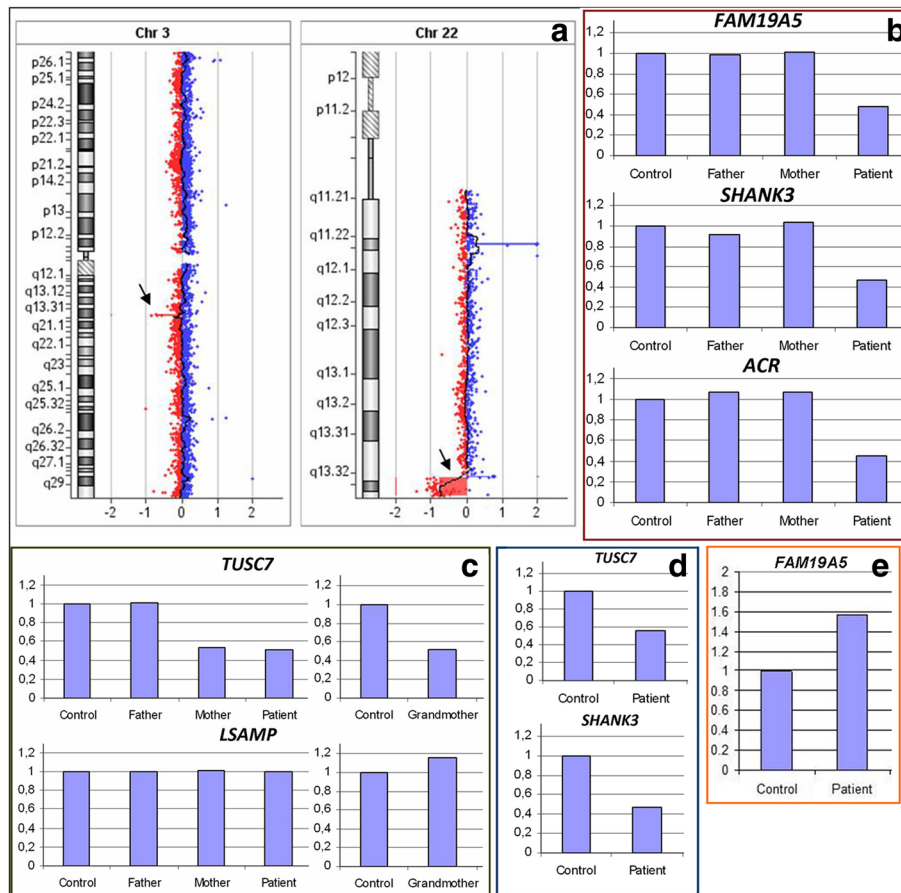 Chr 3
p26.1
p25.1
p24.2
p22.3
p22.1
p21.2
p14.2
p13
p12.2
q12.1
q13.12
q13.31
q21.1
q22.1
q23
q25.1
q25.32
q26.2
q26.32
q27.1
q29
-2 -1 0 1 2
Chr 22
a
p12
p11.2
q11.21
q11.22
q12.1
q12.2
q12.3
q13.1
q13.2
q13.31
q13.32
-2 -1 0 1 2
b
FAM19A5
1,2
1
0,8
0,6
0,4
0,2
0
Control Father Mother Patient
SHANK3
1,2
1
0,8
0,6
0,4
0,2
0
Control Father Mother Patient
ACR
1,2
1
0,8
0,6
0,4
0,2
0
Control Father Mother Patient
c
TUSC7
1,2
1
0,8
0,6
0,4
0,2
0
Control Father Mother Patient
1,2
1
0,8
0,6
0,4
0,2
0
Control Grandmother
LSAMP
1,2
1
0,8
0,6
0,4
0,2
0
Control Father Mother Patient
1,2
1
0,8
0,6
0,4
0,2
0
Control Grandmother
d
TUSC7
1,2
1
0,8
0,6
0,4
0,2
0
Control Patient
SHANK3
1,2
1
0,8
0,6
0,4
0,2
0
Control Patient
e
FAM19A5
2
1.8
1.6
1.4
1.2
1
0.8
0.6
0.4
0.2
0
Control Patient